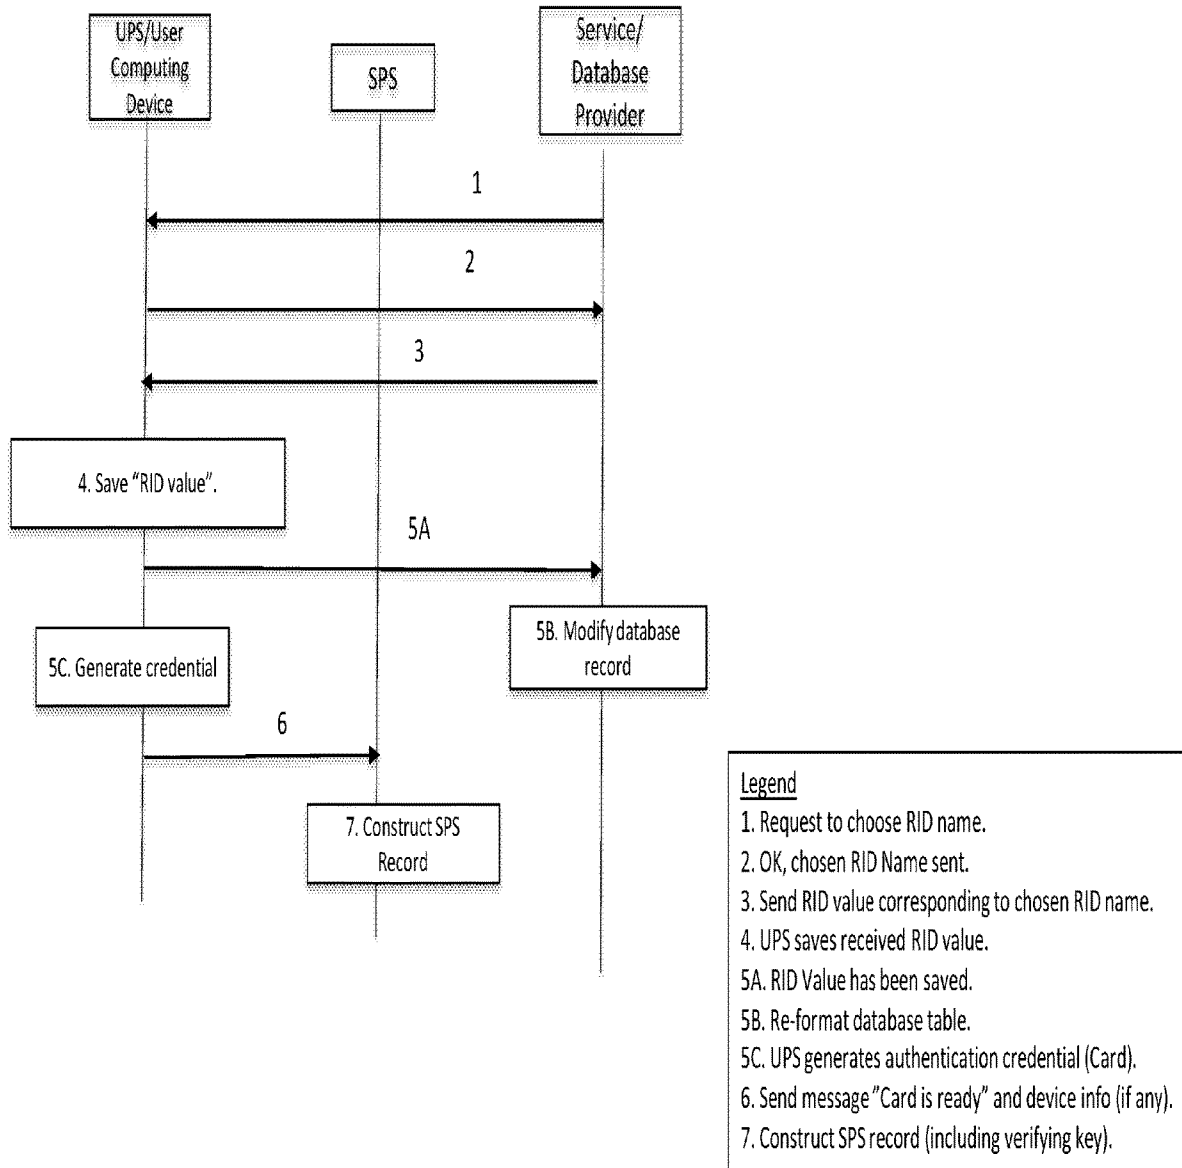 UPS/User
Computing
Device
SPS
Service/
Database
Provider
1
2
3
4. Save "RID value".
5A
5B. Modify database
record
5C. Generate credential
6
7. Construct SPS
Record
Legend
1. Request to choose RID name.
2. OK, chosen RID Name sent.
3. Send RID value corresponding to chosen RID name.
4. UPS saves received RID value.
5A. RID Value has been saved.
5B. Re-format database table.
5C. UPS generates authentication credential (Card).
6. Send message "Card is ready" and device info (if any).
7. Construct SPS record (including verifying key).